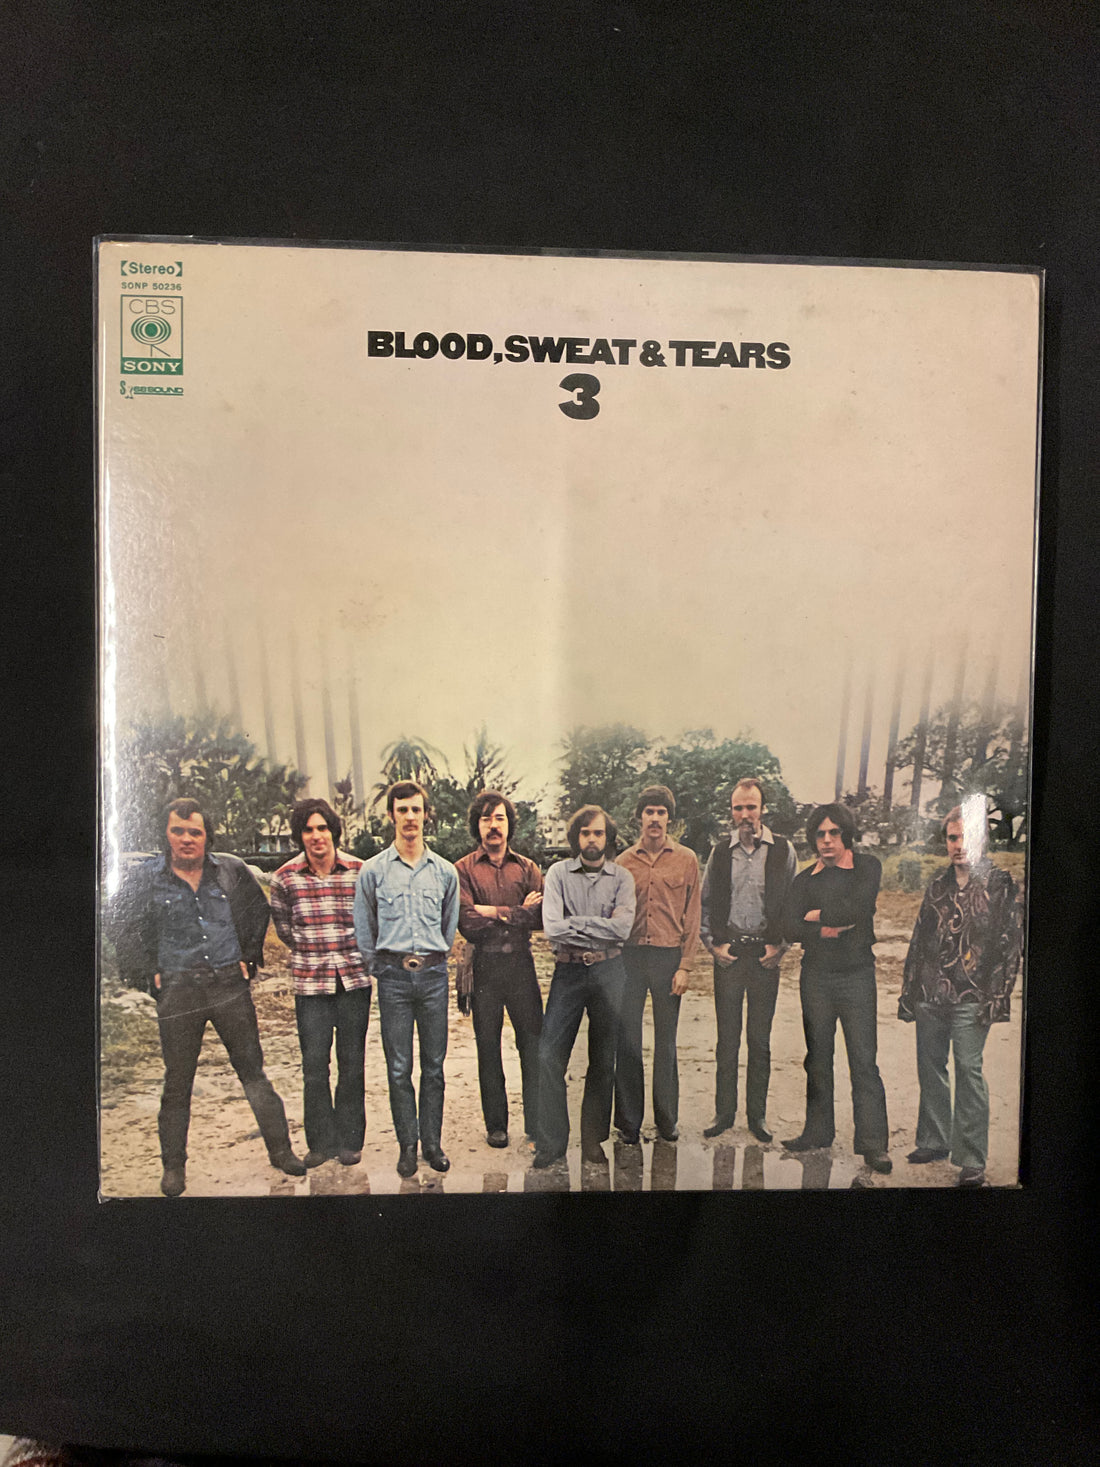 【Stereo】
SONP 50236
CBS
SONY
BLOOD, SWEAT & TEARS
3